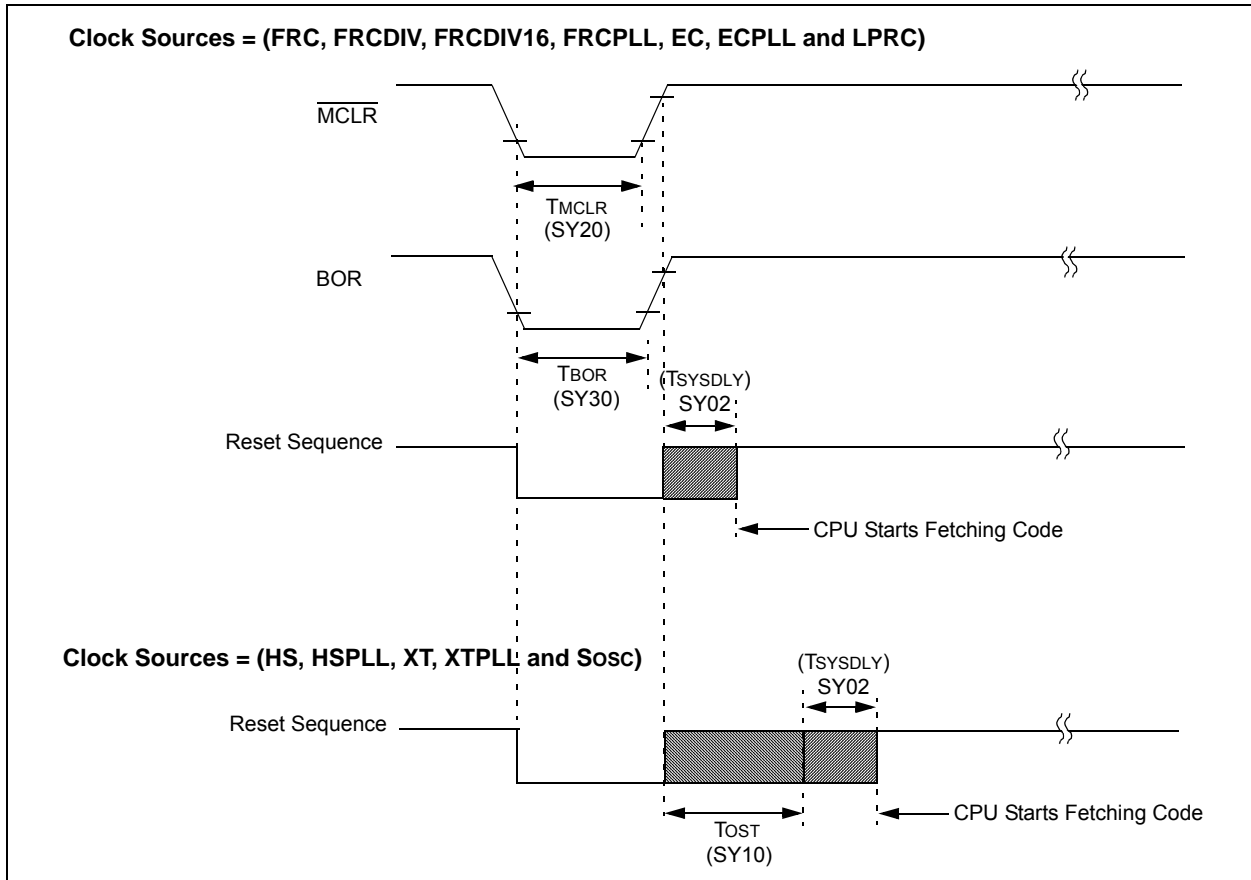 Clock Sources = (FRC, FRCDIV, FRCDIV16, FRCPLL, EC, ECPLL and LPRC)
MCLR
TMCLR
(SY20)
BOR
TBOR
(SY30)
(TSYSDLY)
SY02
Reset Sequence
CPU Starts Fetching Code
Clock Sources = (HS, HSPLL, XT, XTPLL and SOSC)
(TSYSDLY)
SY02
Reset Sequence
CPU Starts Fetching Code
TOST
(SY10)